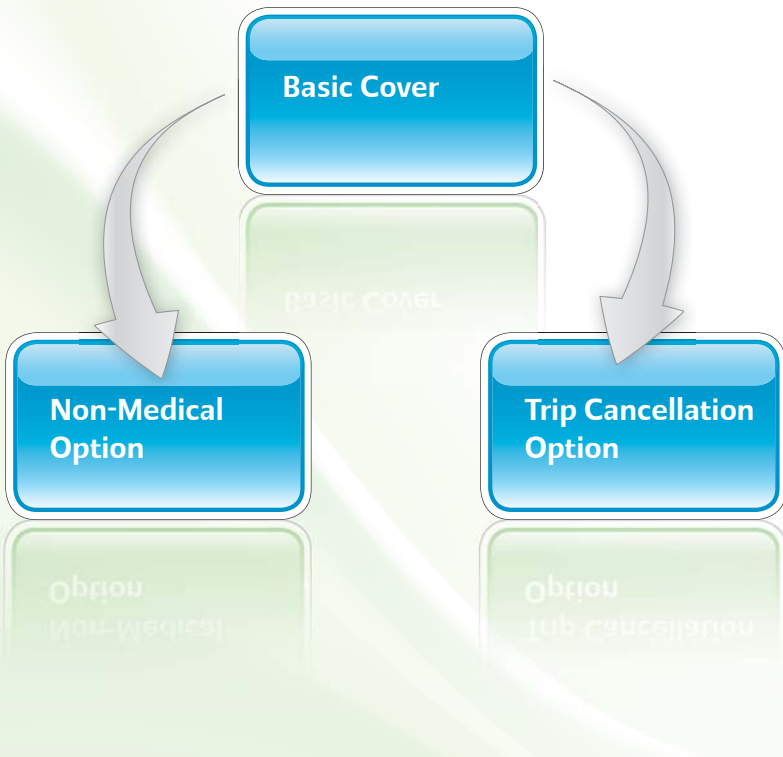 Basic Cover
Non-Medical
Option
Trip Cancellation
Option